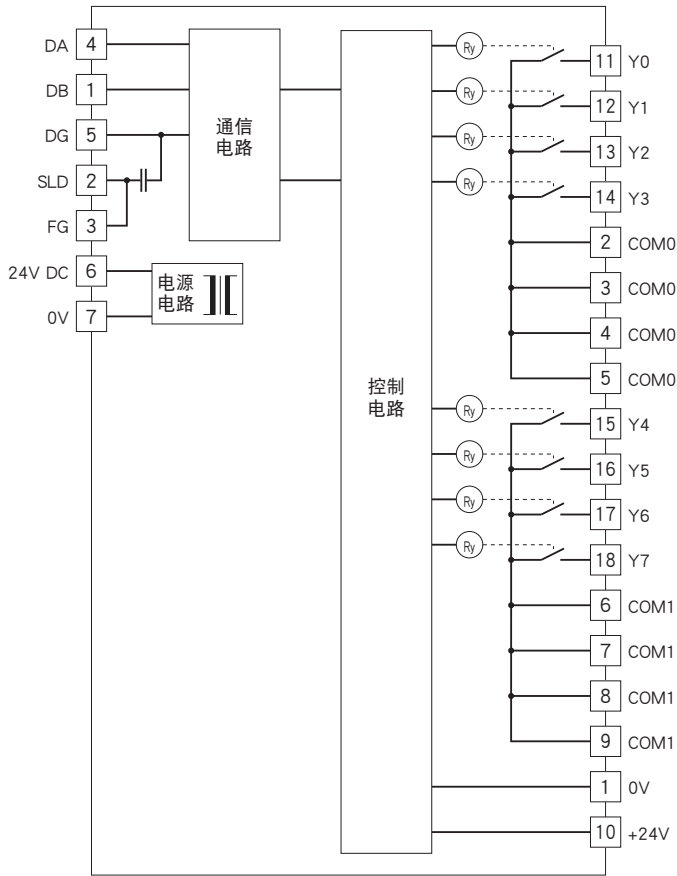 DA 4
DB 1
DG 5
SLD 2
FG 3
24V DC 6
0V 7
通信
电路
电源
电路
控制
电路
Ry
Ry
Ry
Ry
Ry
Ry
Ry
Ry
11 Y0
12 Y1
13 Y2
14 Y3
2 COM0
3 COM0
4 COM0
5 COM0
15 Y4
16 Y5
17 Y6
18 Y7
6 COM1
7 COM1
8 COM1
9 COM1
1 0V
10 +24V